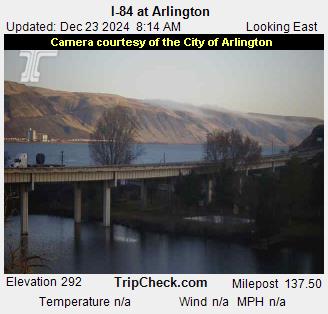 I-84 at Arlington
Updated: Dec 23 2024 8:14 AM Looking East
Camera courtesy of the City of Arlington
Elevation 292 TripCheck.com Milepost 137.50
Temperature n/a Wind n/a MPH n/a